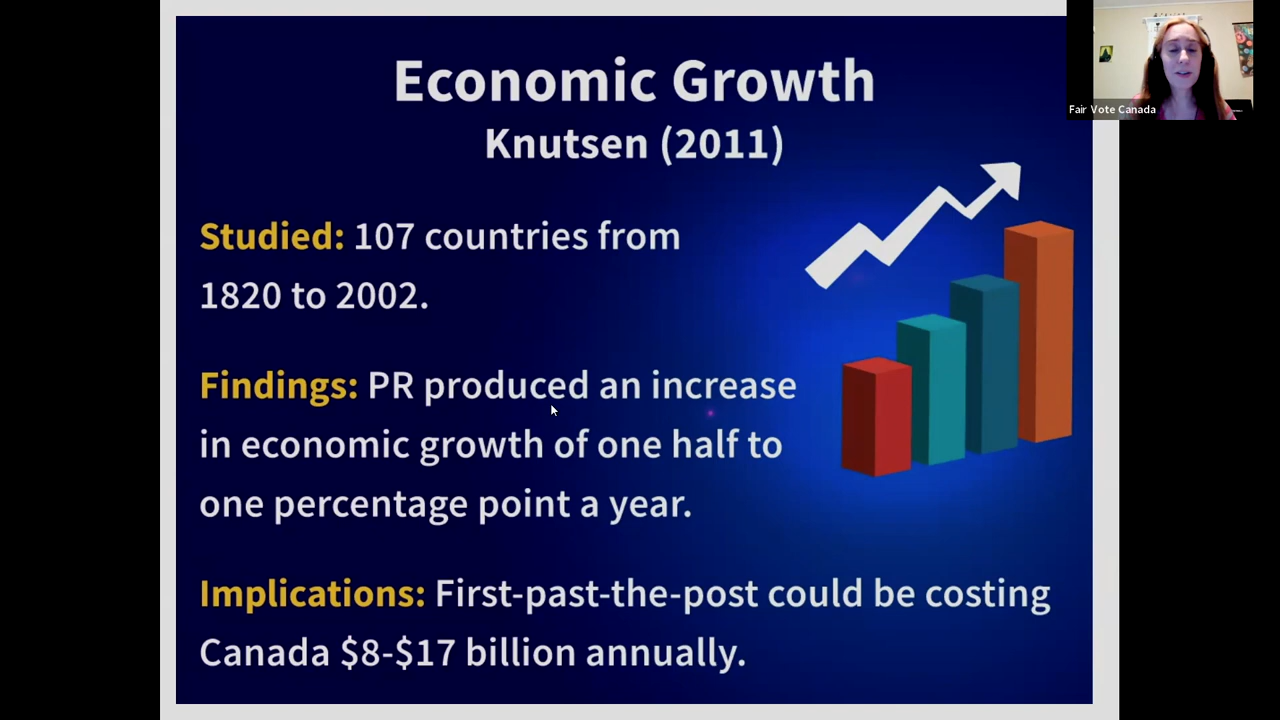 Economic Growth
Knutsen (2011)
Studied: 107 countries from
1820 to 2002.
Findings: PR produced an increase
in economic growth of one half to
one percentage point a year.
Implications: First-past-the-post could be costing
Canada $8-$17 billion annually.
Fair Vote Canada